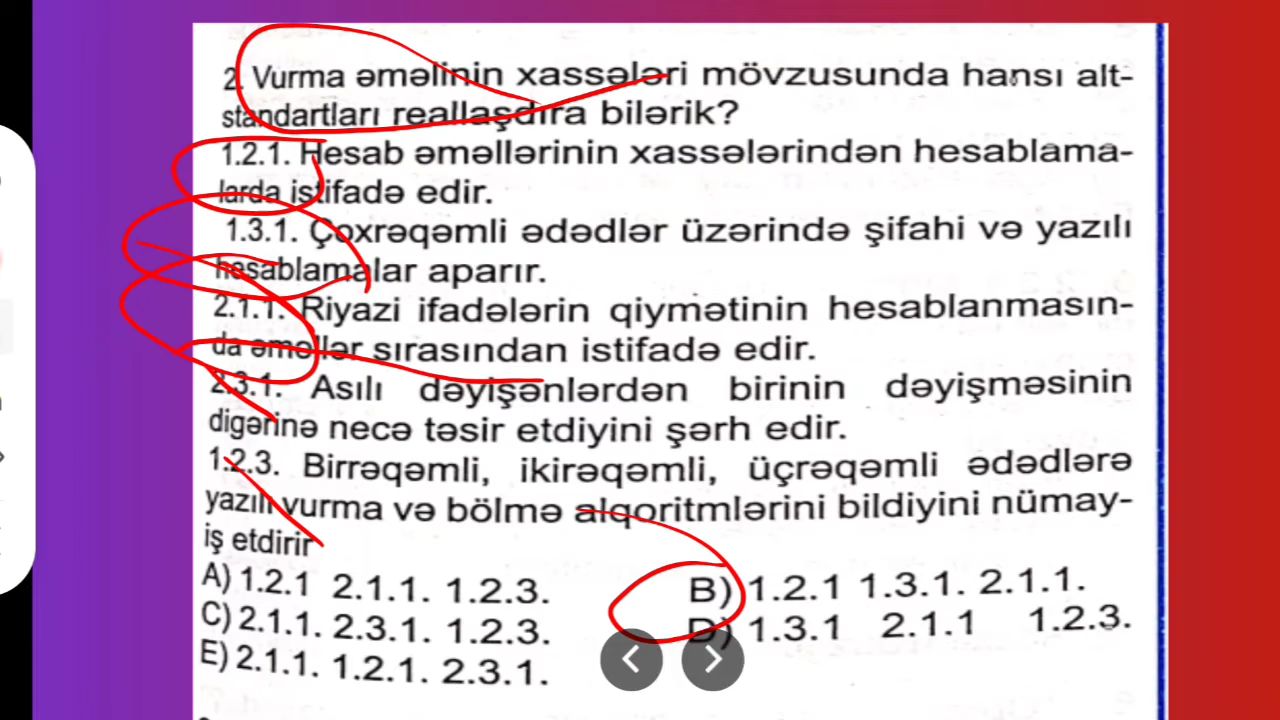 2. Vurma əməlinin xassələri mövzusunda hansı alt-
standartları reallaşdıra bilərik?
1.2.1. Hesab əməllərinin xassələrindən hesablama-
larda istifadə edir.
1.3.1. Çoxrəqəmli ədədlər üzərində şifahi və yazılı
hesablamalar aparır.
2.1.1. Riyazi ifadələrin qiymətinin hesablanmasın-
da əməllər sırasından istifadə edir.
2.3.1. Asılı dəyişənlərdən birinin dəyişməsinin
digərinə necə təsir etdiyini şərh edir.
1.2.3. Birrəqəmli, ikirəqəmli, üçrəqəmli ədədlərə
yazılı vurma və bölmə alqoritmlərini bildiyini nümay-
iş etdirir
A) 1.2.1 2.1.1. 1.2.3. B) 1.2.1 1.3.1. 2.1.1.
C) 2.1.1. 2.3.1. 1.2.3. D) 1.3.1 2.1.1 1.2.3.
E) 2.1.1. 1.2.1. 2.3.1.